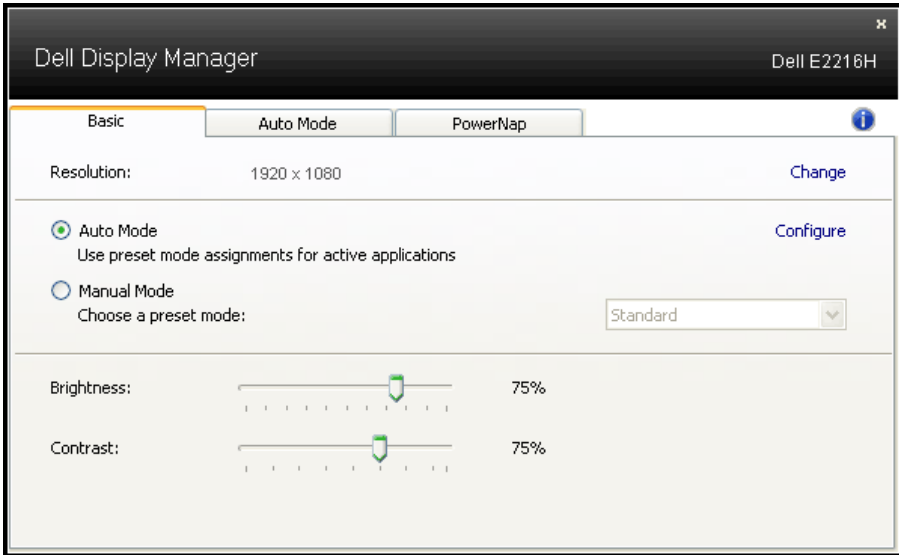 x
Dell Display Manager
Dell E2216H
Basic
Auto Mode
PowerNap
i
Resolution:
1920 x 1080
Change
Auto Mode
Configure
Use preset mode assignments for active applications
Manual Mode
Choose a preset mode:
Standard
Brightness:
75%
Contrast:
75%